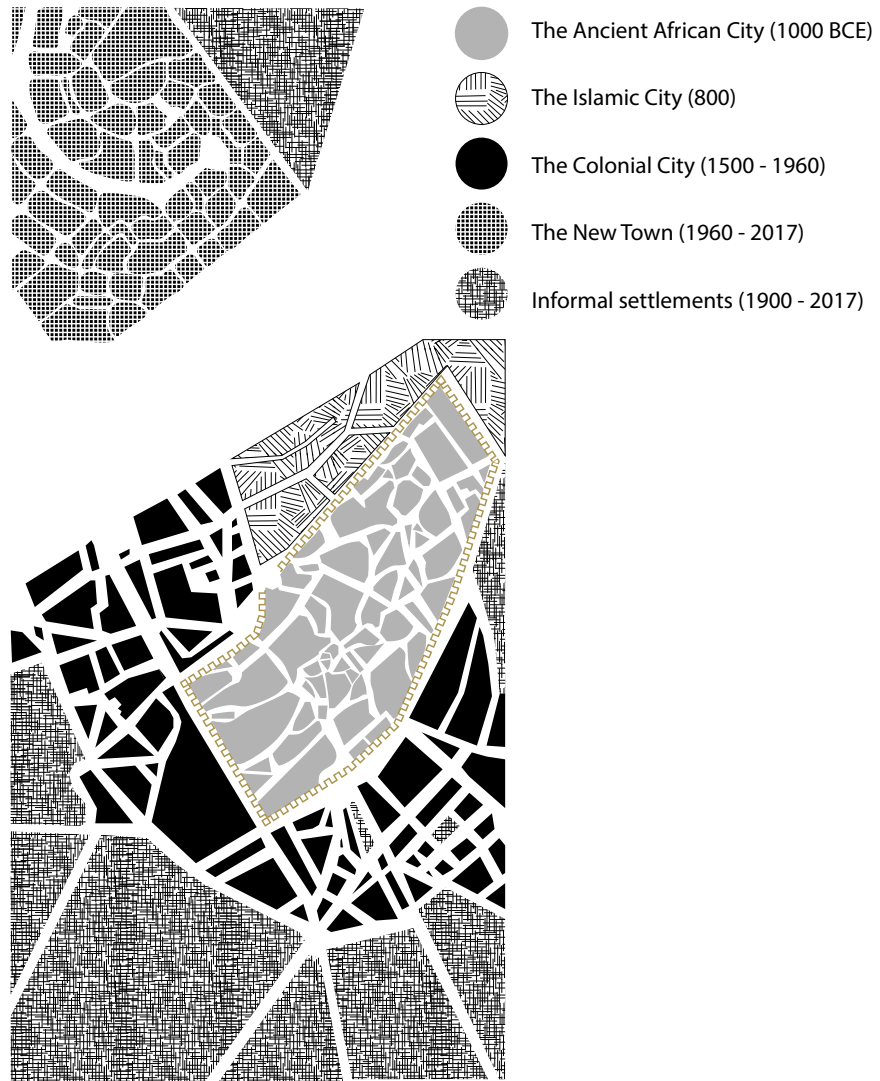 The Ancient African City (1000 BCE)
The Islamic City (800)
The Colonial City (1500 - 1960)
The New Town (1960 - 2017)
Informal settlements (1900 - 2017)